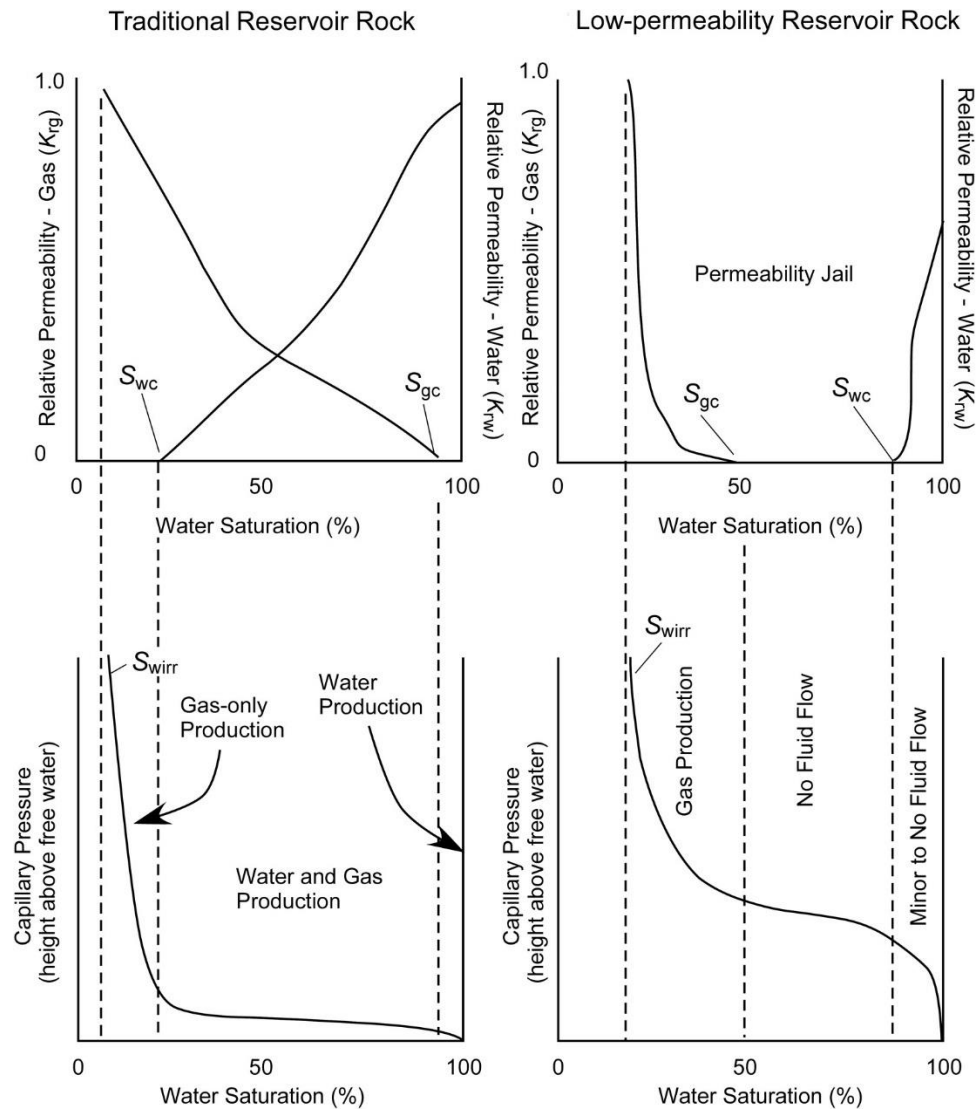 Traditional Reservoir Rock
1.0
Relative Permeability - Gas (Krg)
Relative Permeability - Water (Krw)
Swc
Sgc
0
0
50
100
Water Saturation (%)
Low-permeability Reservoir Rock
1.0
Relative Permeability - Gas (Krg)
Relative Permeability - Water (Krw)
Permeability Jail
Sgc
Swc
0
0
50
100
Water Saturation (%)
Capillary Pressure
(height above free water)
Swirr
Gas-only
Production
Water
Production
Water and Gas
Production
0
50
100
Water Saturation (%)
Capillary Pressure
(height above free water)
Swirr
Gas Production
No Fluid Flow
Minor to No Fluid Flow
0
50
100
Water Saturation (%)